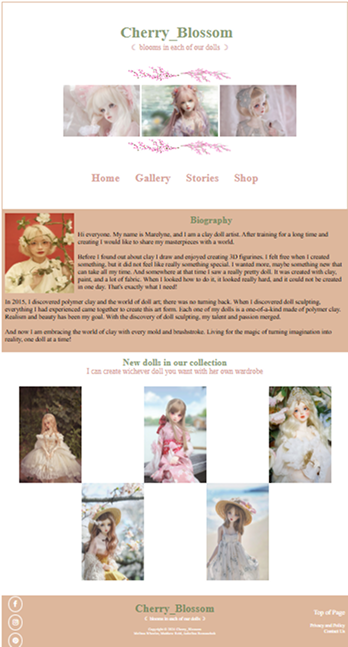 Cherry_Blossom
《 blooms in each of our dolls 》
Home Gallery Stories Shop
Biography
Hi everyone. My name is Marelyne, and I am a clay doll artist. After training for a long time and
creating I would like to share my masterpieces with a world.
Before I found out about clay I draw and enjoyed creating 3D figurines. I felt free when I created
something, but it did not feel like really something special. I wanted more, maybe something new that
can take all my time. And somewhere at that time I saw a really pretty doll. It was created with clay,
paint, and a lot of fabric. When I looked how to do it, it looked really hard, and it could not be created
in one day. That's exactly what I need!
In 2015, I discovered polymer clay and the world of doll art; there was no turning back. When I discovered doll sculpting,
everything I had experienced came together to create this art form. Each one of my dolls is a one-of-a-kind made of polymer clay.
Realism and beauty has been my goal. With the discovery of doll sculpting, my talent and passion merged.
And now I am embracing the world of clay with every mold and brushstroke. Living for the magic of turning imagination into
reality, one doll at a time!
New dolls in our collection
I can create wichever doll you want with her own wardrobe
Cherry_Blossom
《 blooms in each of our dolls 》
Top of Page
Privacy and Policy
Contact Us